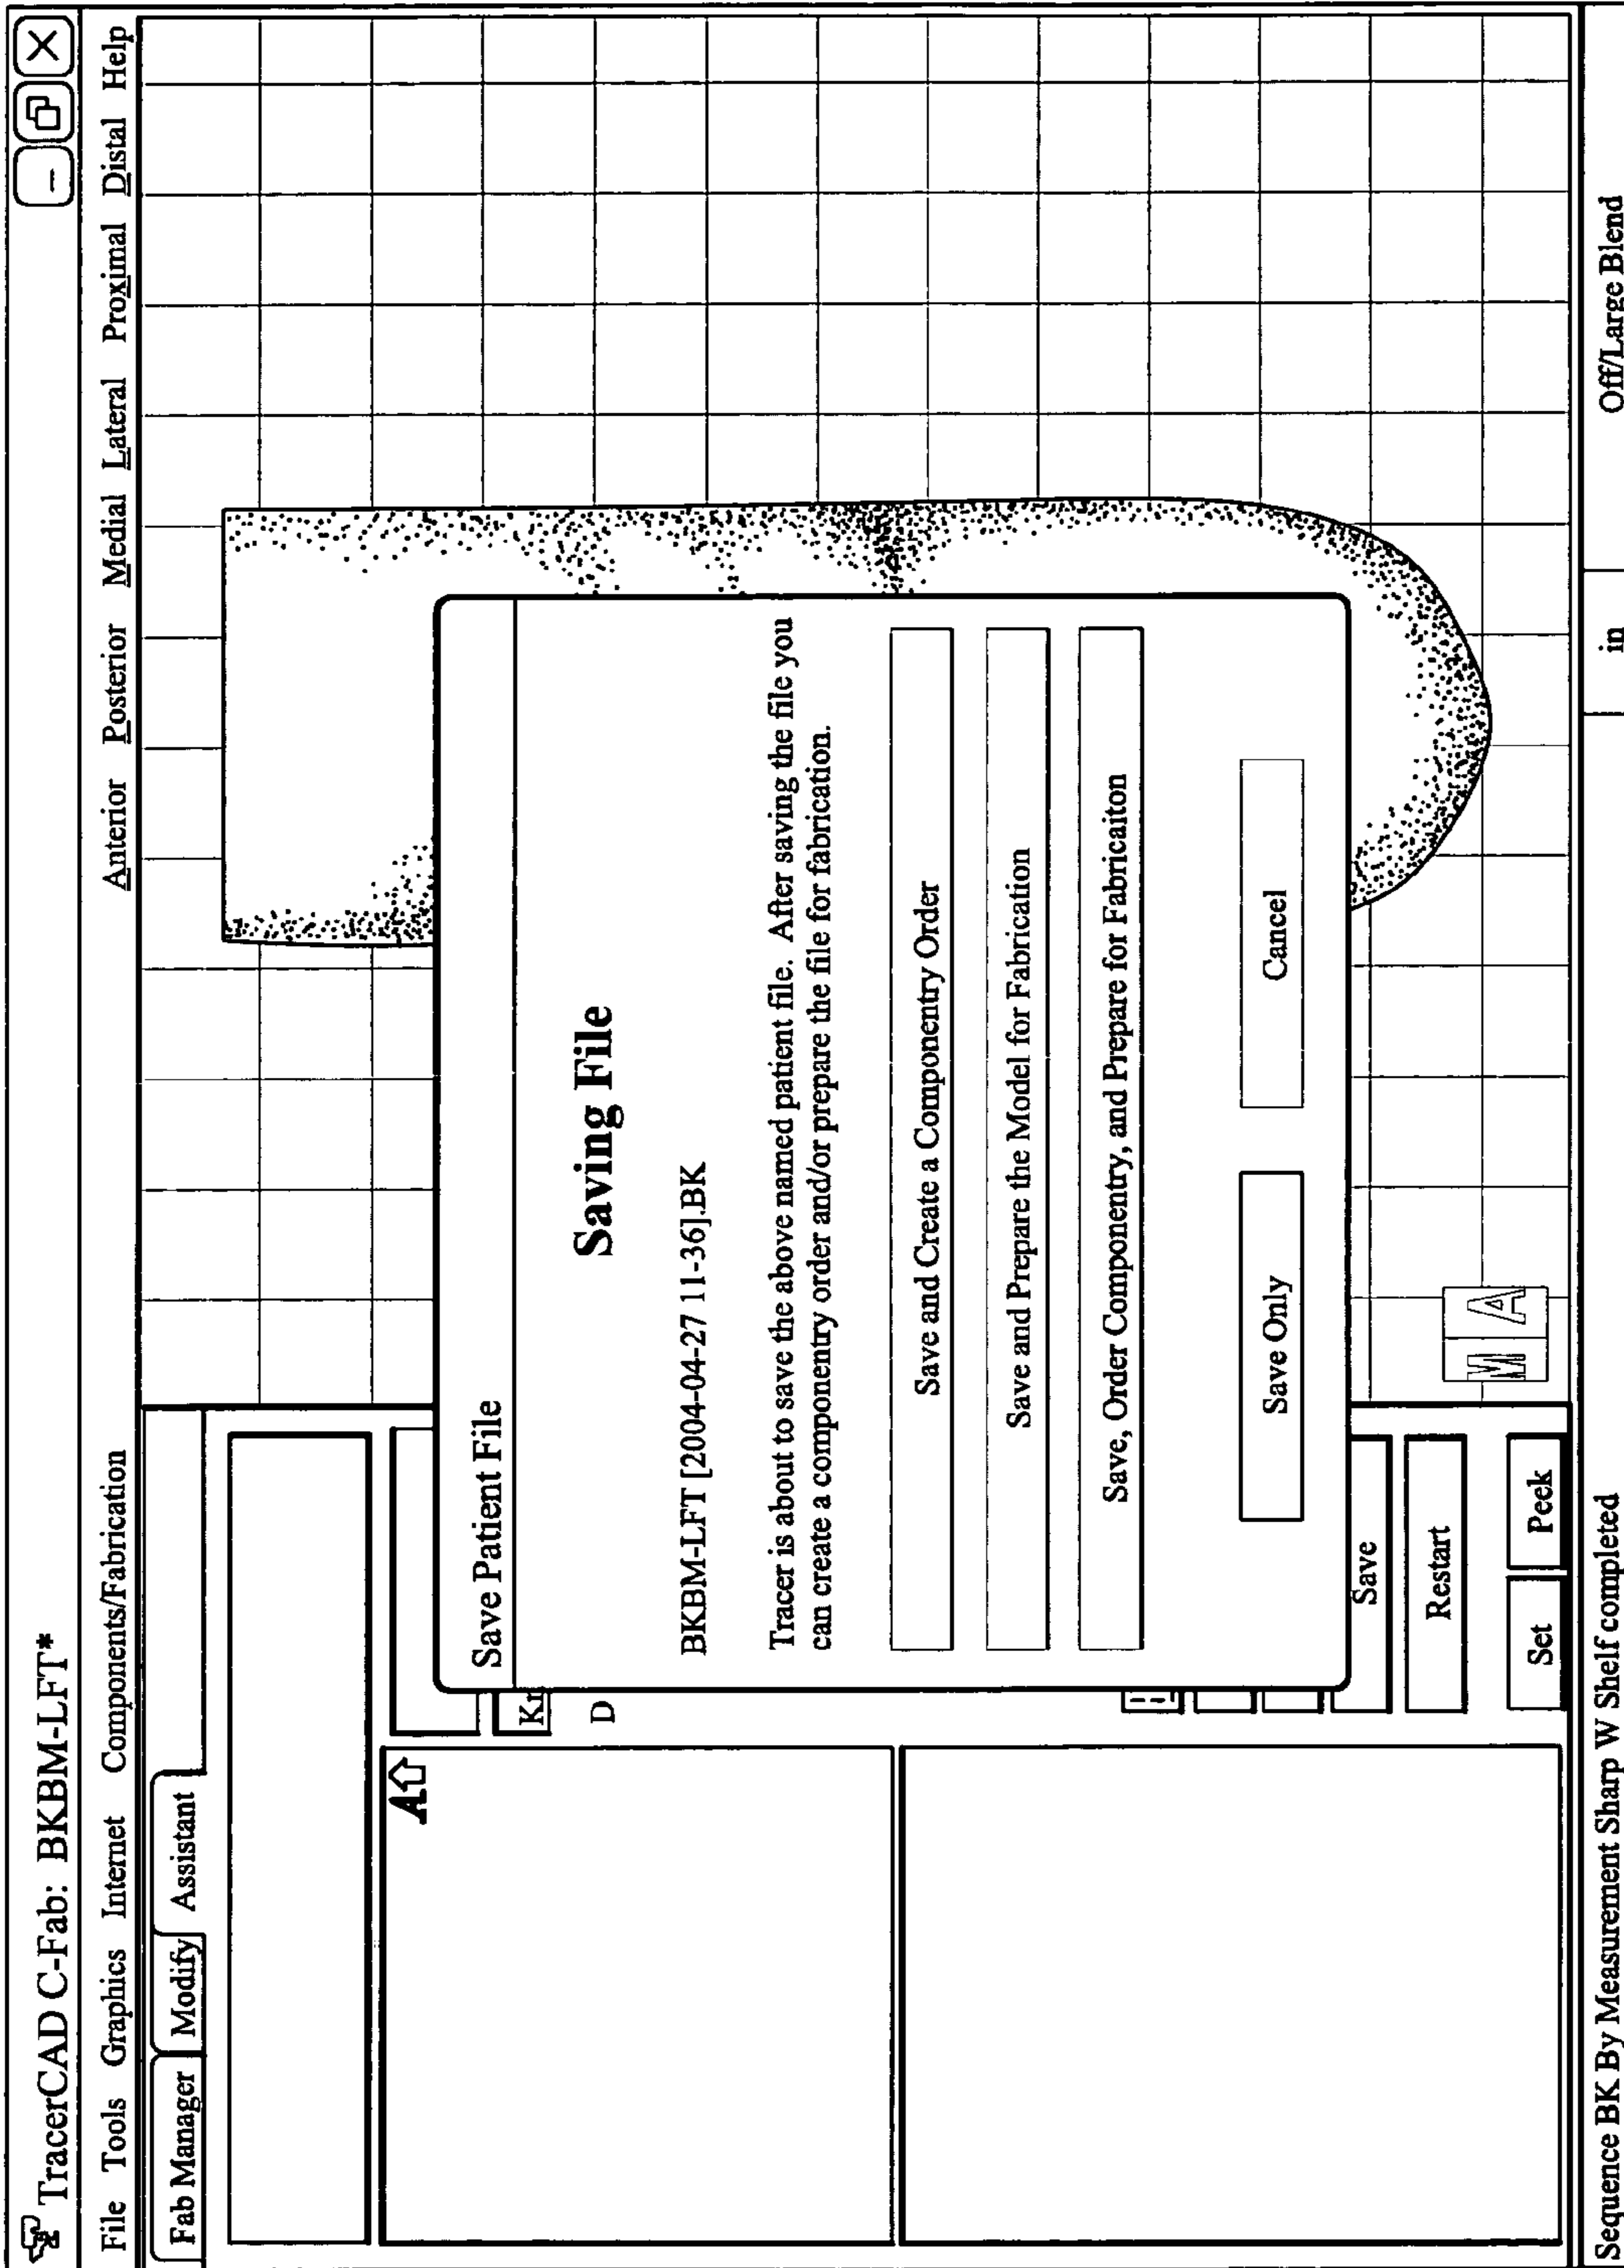 TracerCAD C-Fab: BKBM-LFT*
File Tools Graphics Internet Components/Fabrication Anterior Posterior Medial Lateral Proximal Distal Help
Fab Manager Modify Assistant
A
Kn
D
Save Patient File
Saving File
BKBM-LFT [2004-04-27 11-36].BK
Tracer is about to save the above named patient file. After saving the file you
can create a componentry order and/or prepare the file for fabrication.
Save and Create a Componentry Order
Save and Prepare the Model for Fabrication
Save, Order Componentry, and Prepare for Fabricaiton
Save Only Cancel
Save
Restart
Set Peek
M A
Sequence BK By Measurement Sharp W Shelf completed in Off/Large Blend